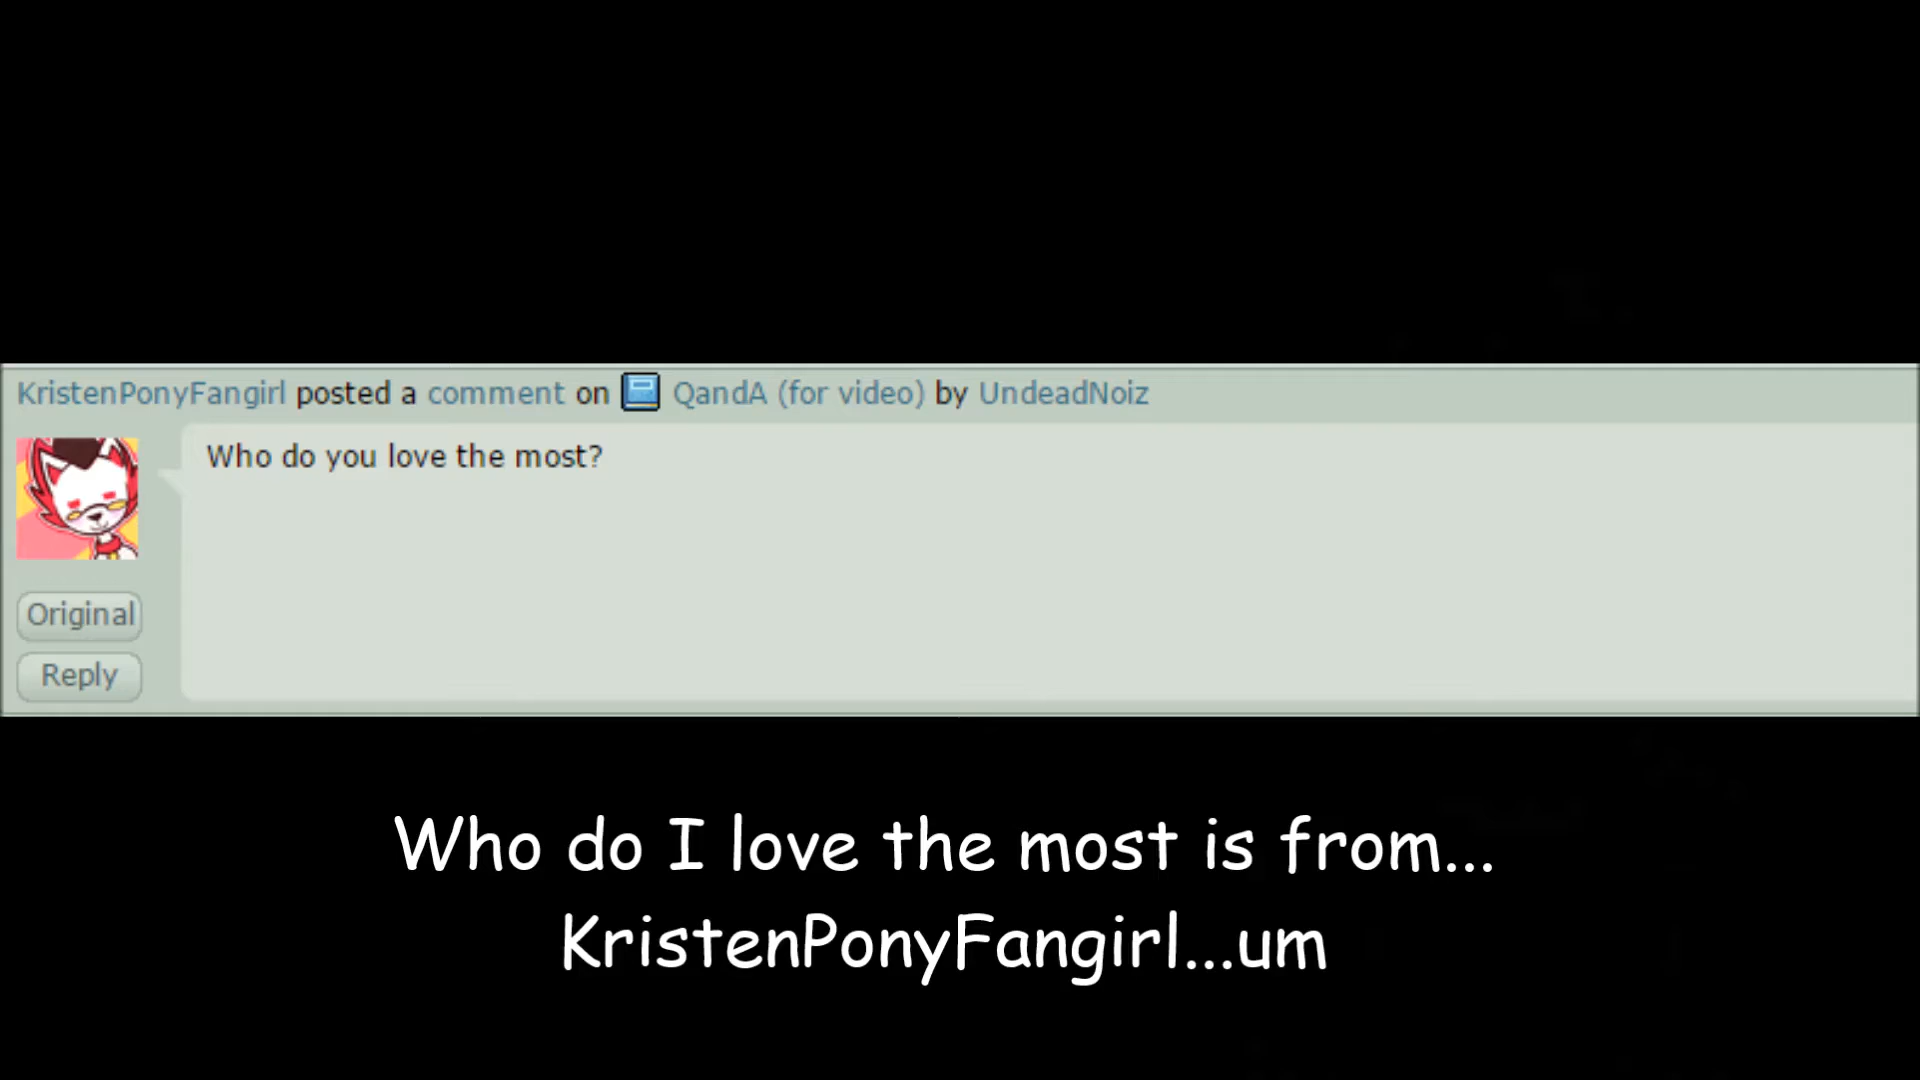 KristenPonyFangirl posted a comment on QandA (for video) by UndeadNoiz
Who do you love the most?
Original
Reply
Who do I love the most is from...
KristenPonyFangirl...um